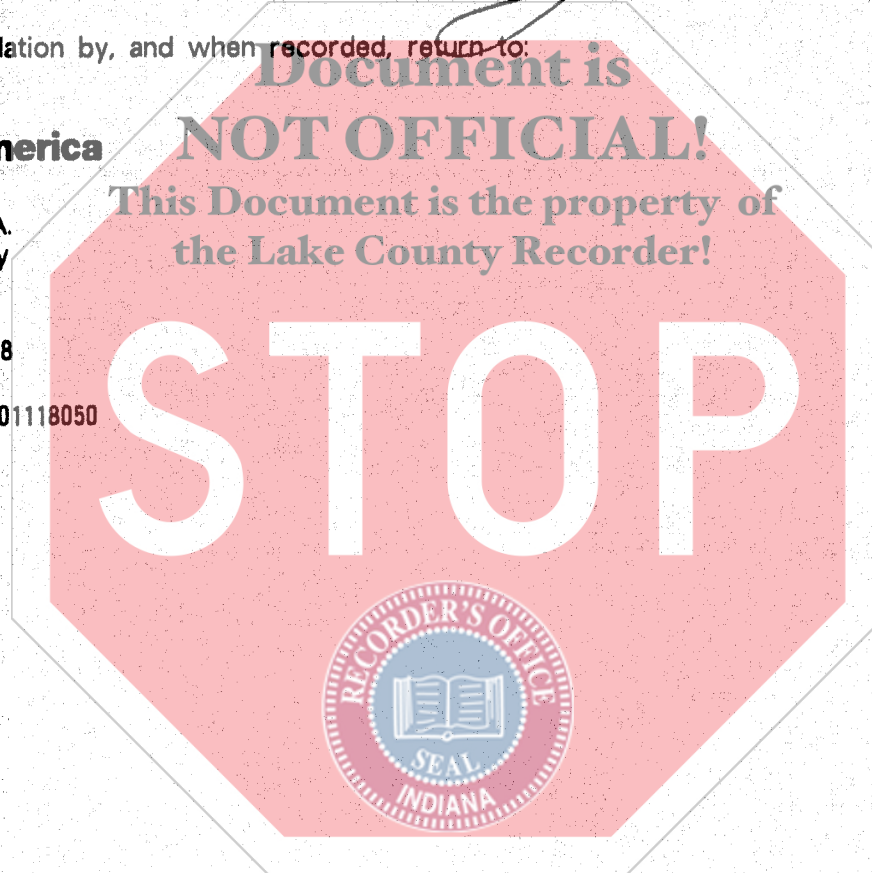 lation by, and when recorded, return to:
Document is
NOT OFFICIAL!
nerica
This Document is the property of
A.
the Lake County Recorder!
y
8
STOP
01118050
RECORDER'S OFFICE
SEAL
INDIANA